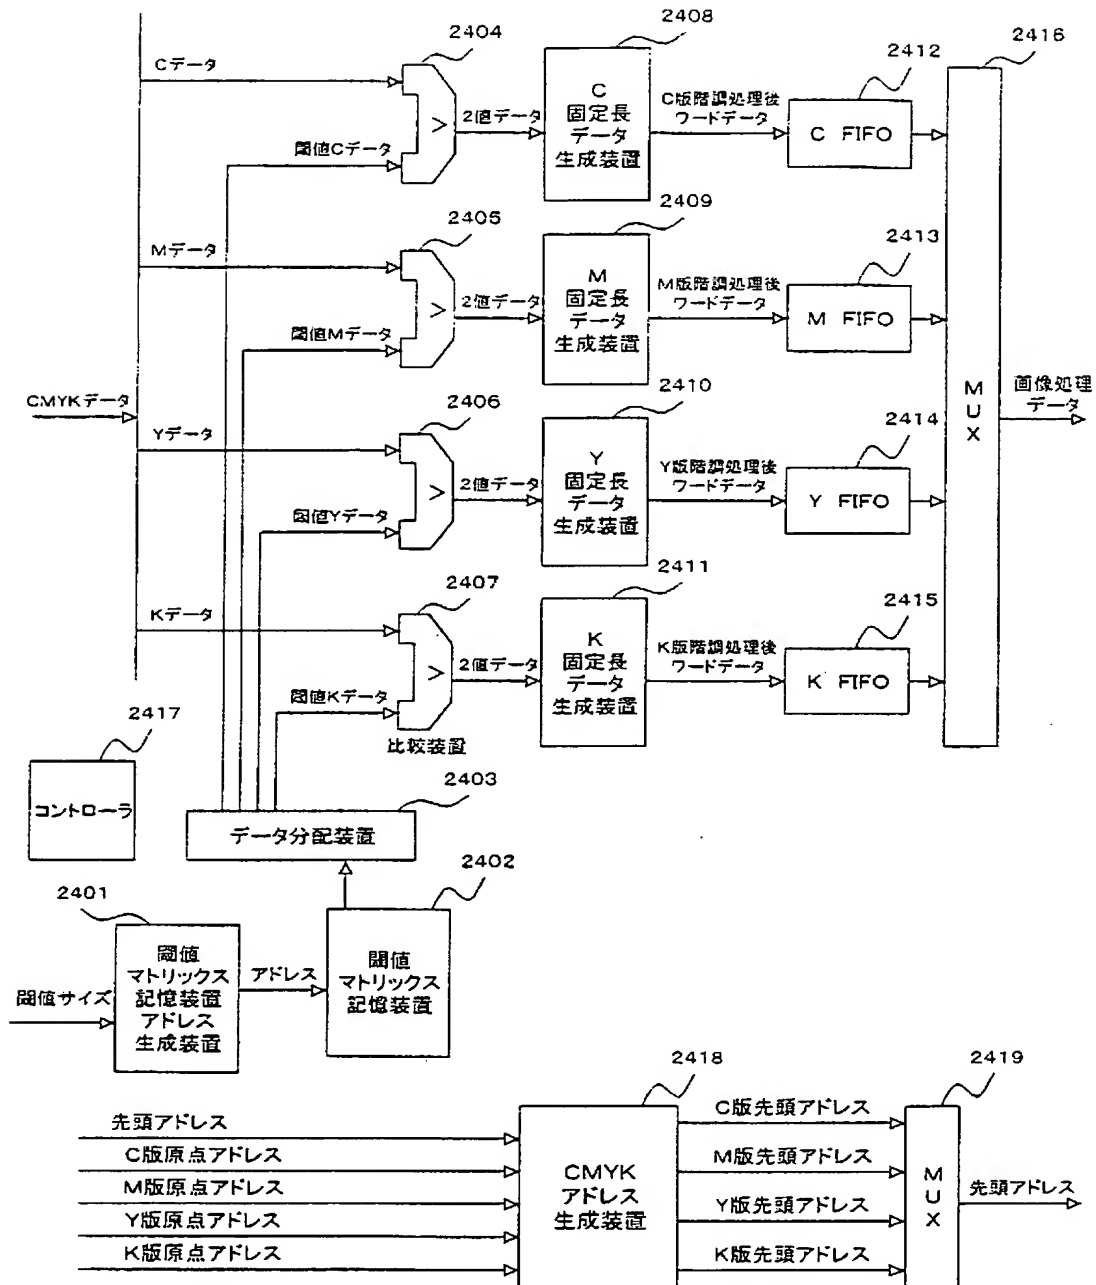 2404
2408
2412
2416
Cデータ
>
2値データ
C
固定長
データ
生成装置
C版階調処理後
ワードデータ
C FIFO
閾値Cデータ
2405
2409
2413
Mデータ
>
2値データ
M
固定長
データ
生成装置
M版階調処理後
ワードデータ
M FIFO
閾値Mデータ
CMYKデータ
MUX
画像処理
データ
2406
2410
2414
Yデータ
>
2値データ
Y
固定長
データ
生成装置
Y版階調処理後
ワードデータ
Y FIFO
閾値Yデータ
2407
2411
2415
Kデータ
>
2値データ
K
固定長
データ
生成装置
K版階調処理後
ワードデータ
K FIFO
閾値Kデータ
比較装置
2417
コントローラ
2403
データ分配装置
2401
2402
閾値サイズ
閾値
マトリックス
記憶装置
アドレス
生成装置
アドレス
閾値
マトリックス
記憶装置
2418
2419
先頭アドレス
C版原点アドレス
M版原点アドレス
Y版原点アドレス
K版原点アドレス
CMYK
アドレス
生成装置
C版先頭アドレス
M版先頭アドレス
Y版先頭アドレス
K版先頭アドレス
MUX
先頭アドレス